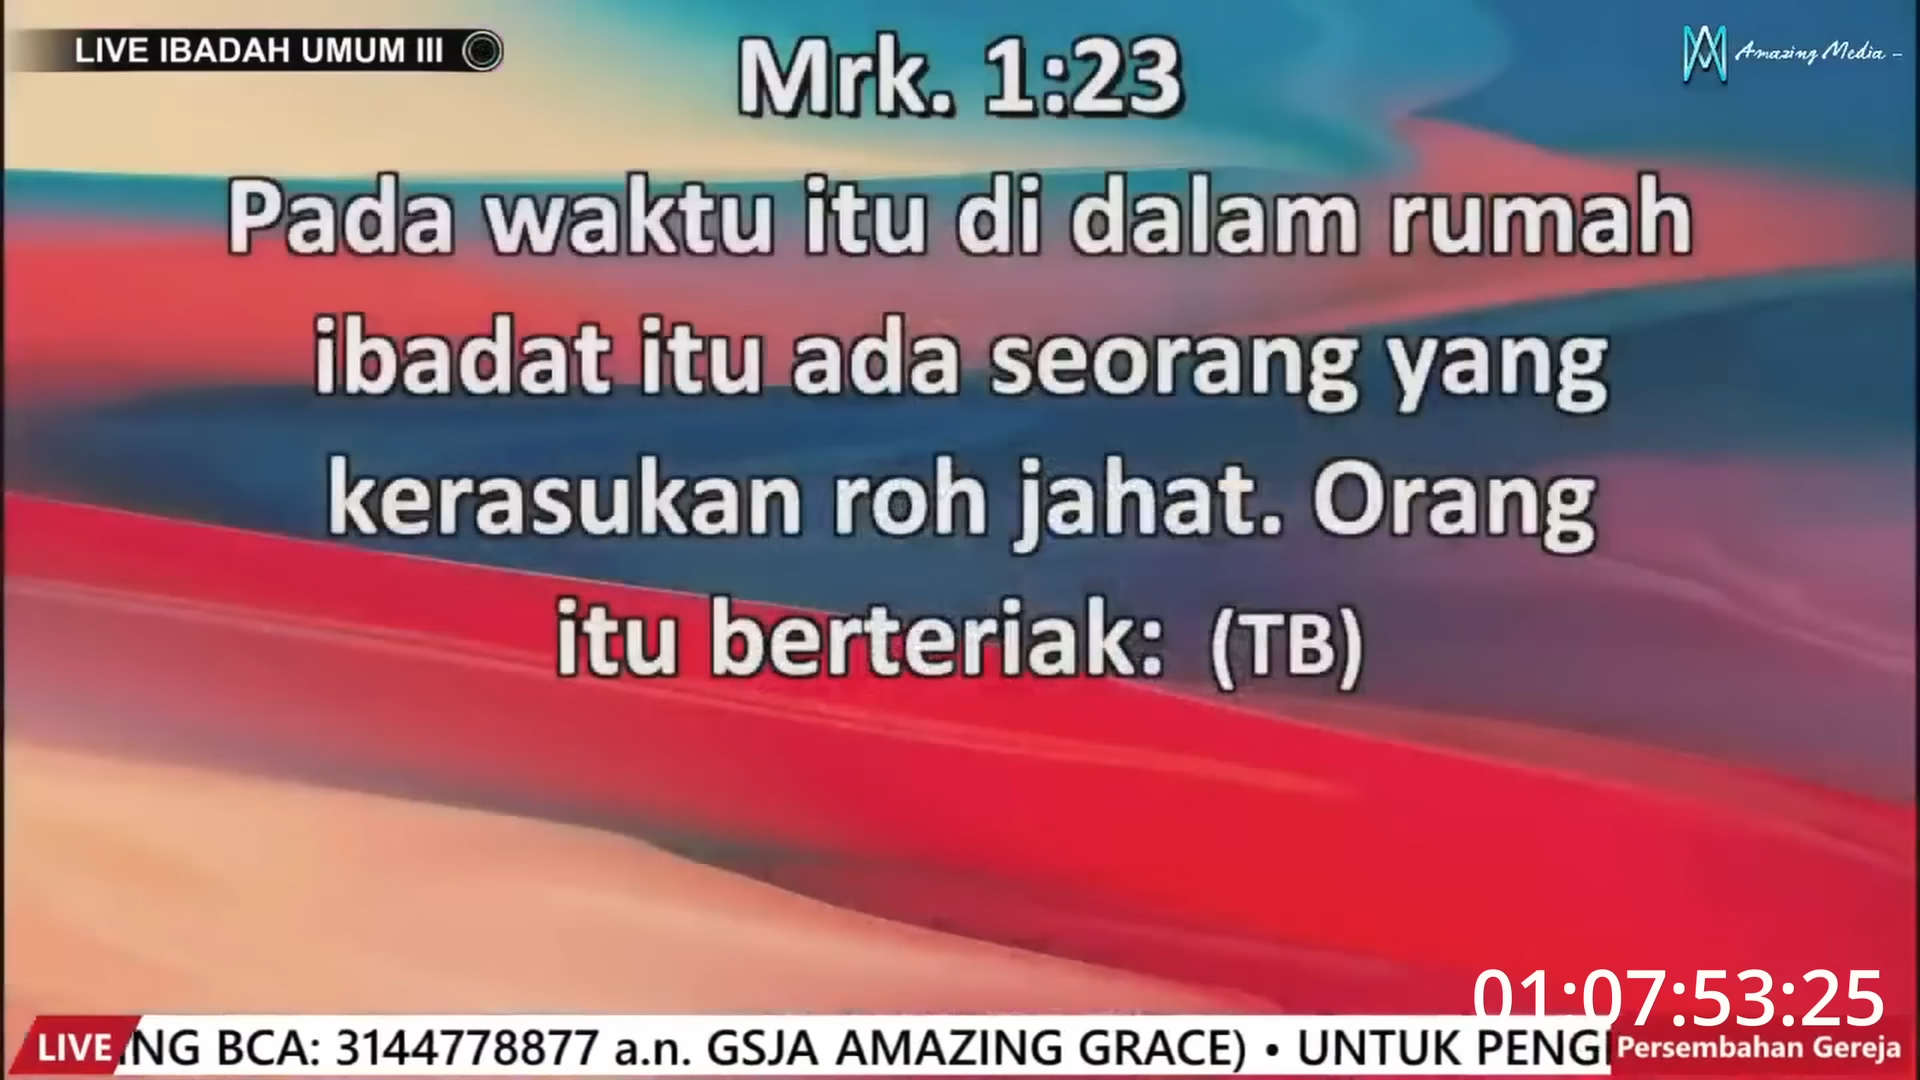 LIVE IBADAH UMUM III
Amazing Media -
Mrk. 1:23
Pada waktu itu di dalam rumah
ibadat itu ada seorang yang
kerasukan roh jahat. Orang
itu berteriak: (TB)
01:07:53:25
LIVE
NG BCA: 3144778877 a.n. GSJA AMAZING GRACE) • UNTUK PENG
Persembahan Gereja